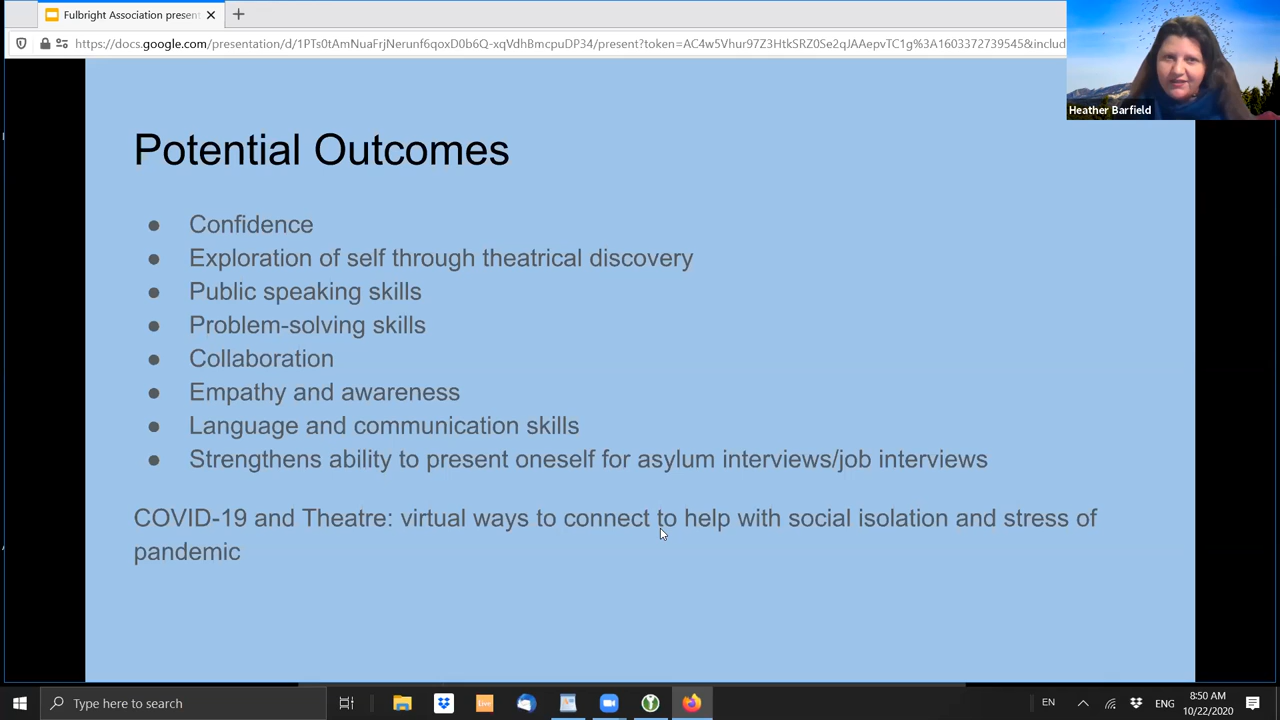 Fulbright Association present
https://docs.google.com/presentation/d/1PTs0tAmNuaFrjNerunf6qoxD0b6Q-xqVdhBmcpuDP34/present?token=AC4w5Vhur97Z3HtkSRZ0Se2qJAAepvTC1g%3A1603372739545&includ
Heather Barfield
Potential Outcomes
● Confidence
● Exploration of self through theatrical discovery
● Public speaking skills
● Problem-solving skills
● Collaboration
● Empathy and awareness
● Language and communication skills
● Strengthens ability to present oneself for asylum interviews/job interviews
COVID-19 and Theatre: virtual ways to connect to help with social isolation and stress of
pandemic
Type here to search
Live
EN
ENG
8:50 AM
10/22/2020